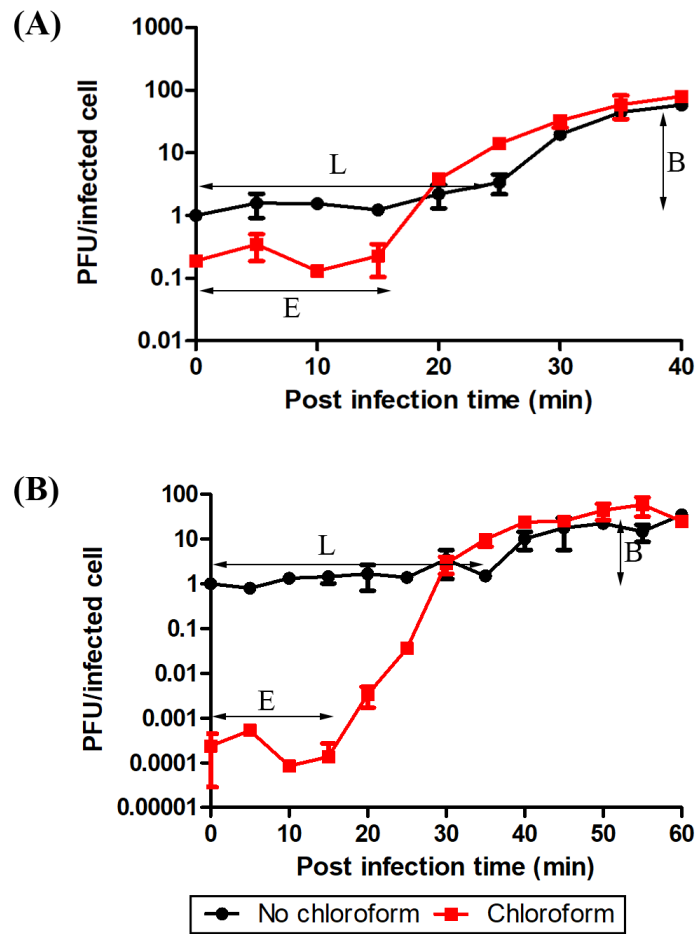 (A)
PFU/infected cell
1000
100
10
1
0.1
0.01
L
E
B
0 10 20 30 40
Post infection time (min)
(B)
PFU/infected cell
100
10
1
0.1
0.01
0.001
0.0001
0.00001
L
E
B
0 10 20 30 40 50 60
Post infection time (min)
No chloroform Chloroform